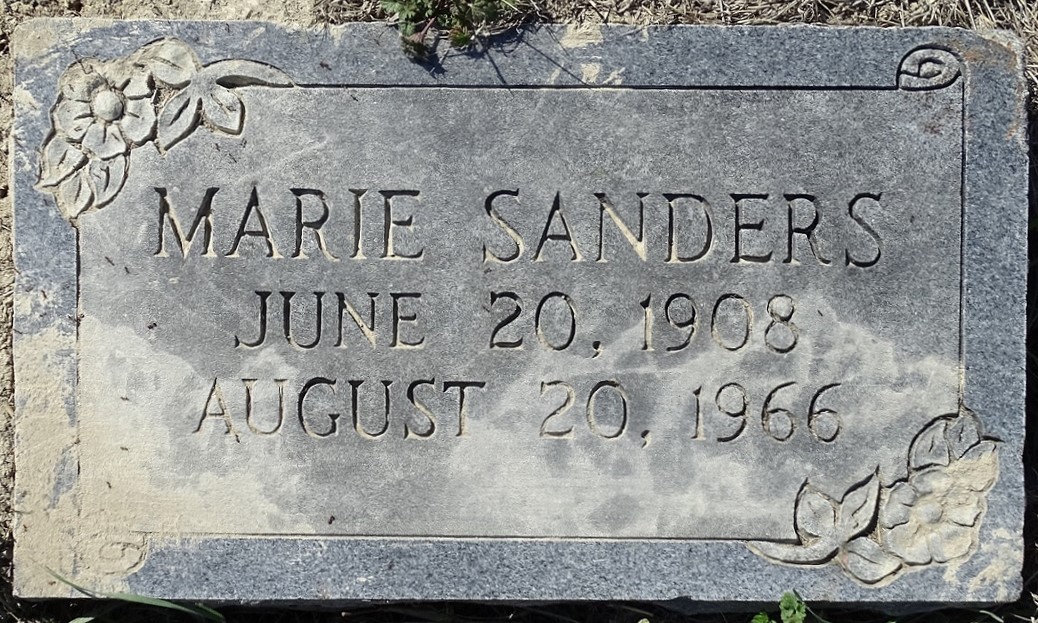 MARIE SANDERS
JUNE 20, 1908
AUGUST 20, 1966